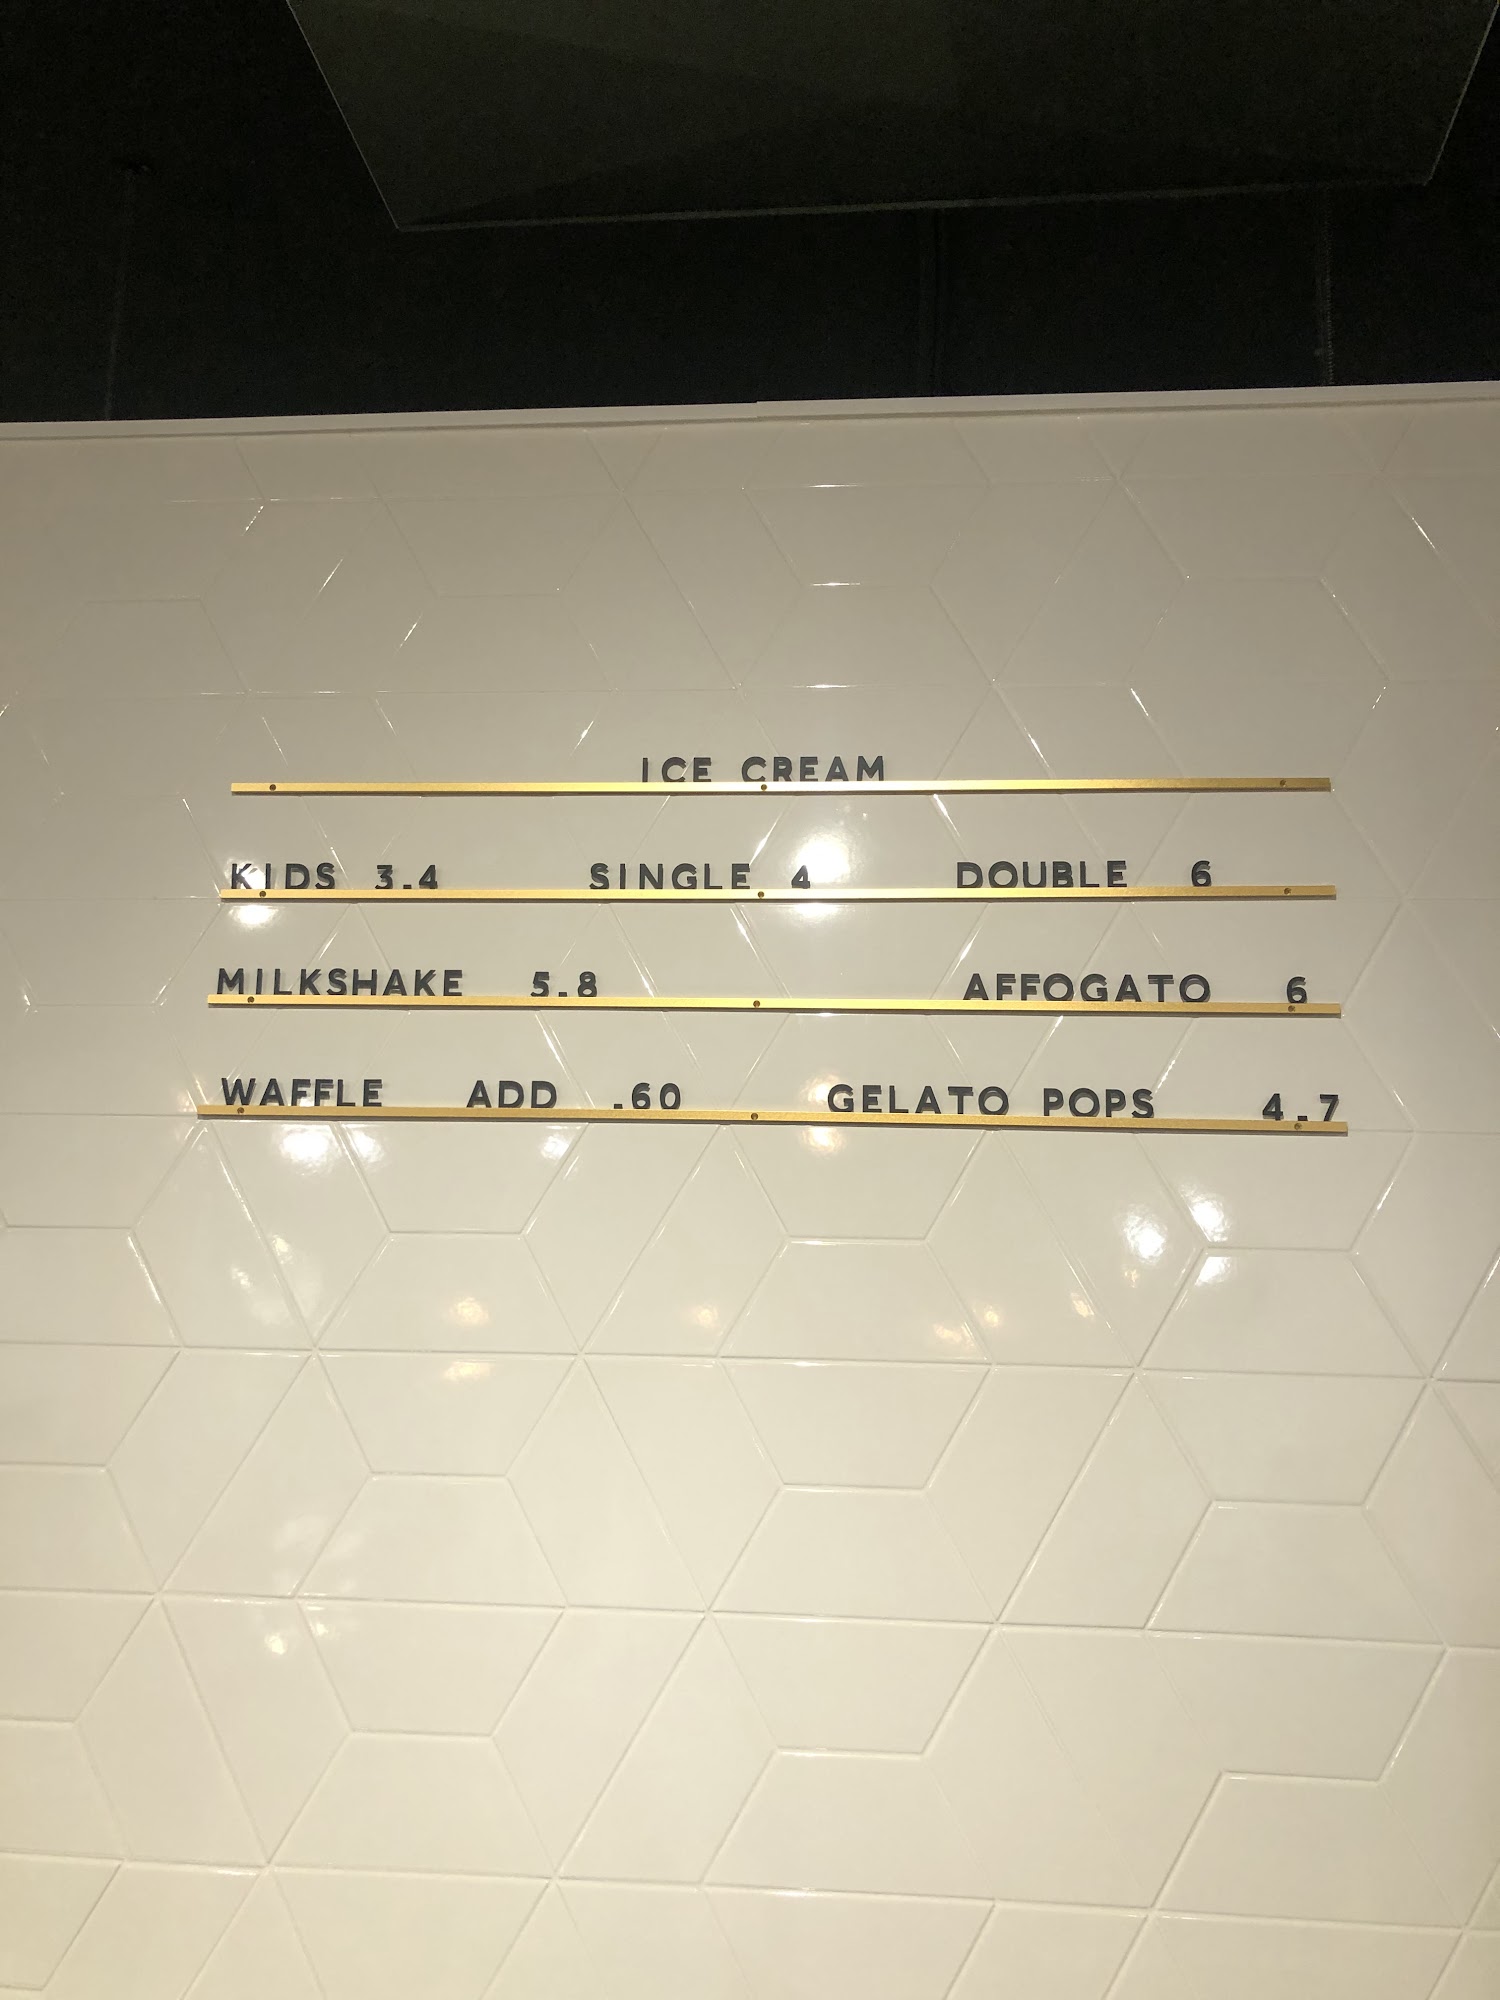 ICE CREAM
KIDS 3.4 SINGLE 4 DOUBLE 6
MILKSHAKE 5.8 AFFOGATO 6
WAFFLE ADD .60 GELATO POPS 4.7